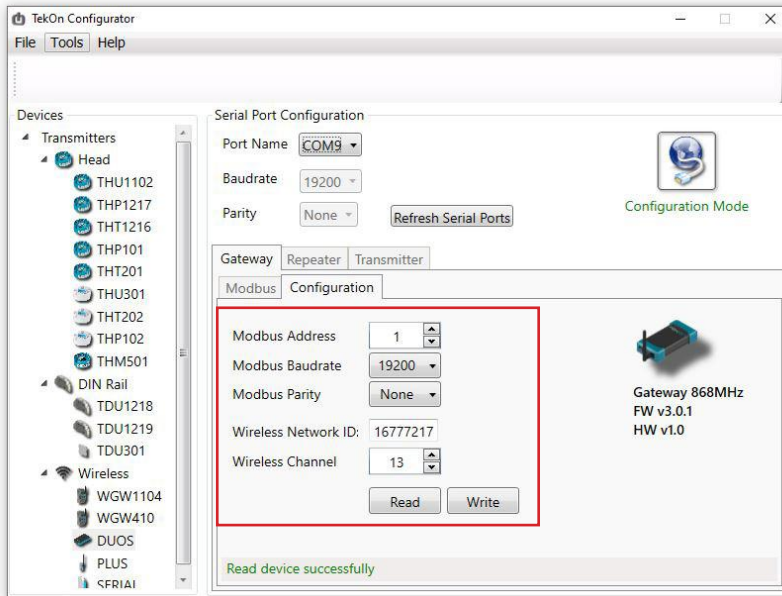 TekOn Configurator
File Tools Help
Devices
Transmitters
Head
THU1102
THP1217
THT1216
THP101
THT201
THU301
THT202
THP102
THM501
DIN Rail
TDU1218
TDU1219
TDU301
Wireless
WGW1104
WGW410
DUOS
PLUS
SERIAL
Serial Port Configuration
Port Name COM9
Baudrate 19200
Parity None Refresh Serial Ports
Configuration Mode
Gateway Repeater Transmitter
Modbus Configuration
Modbus Address 1
Modbus Baudrate 19200
Modbus Parity None
Wireless Network ID: 16777217
Wireless Channel 13
Read Write
Gateway 868MHz
FW v3.0.1
HW v1.0
Read device successfully